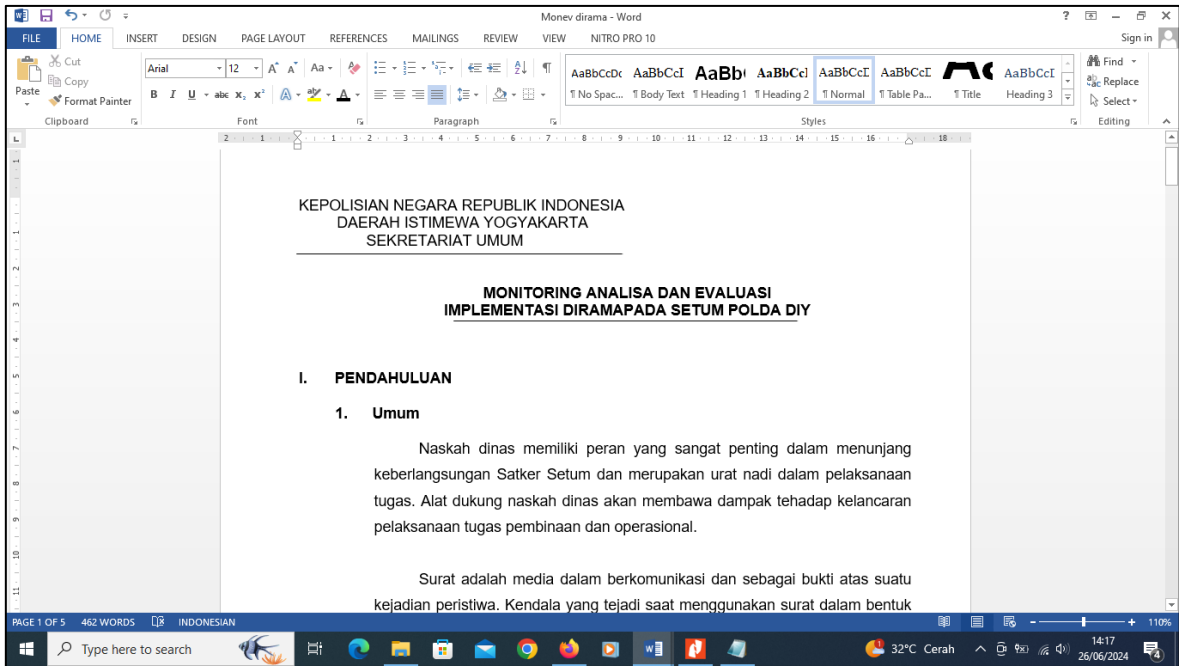 Monev dirama - Word
FILE HOME INSERT DESIGN PAGE LAYOUT REFERENCES MAILINGS REVIEW VIEW NITRO PRO 10 Sign in
Paste
Cut
Copy
Format Painter
Arial 12
Clipboard Font Paragraph Styles Editing
AaBbCcDc AaBbCcI AaBb( AaBbCcI AaBbCcI AaBbCcI AaBbCcI
¶ No Spac... ¶ Body Text ¶ Heading 1 ¶ Heading 2 ¶ Normal ¶ Table Pa... ¶ Title Heading 3
Find
Replace
Select
KEPOLISIAN NEGARA REPUBLIK INDONESIA
DAERAH ISTIMEWA YOGYAKARTA
SEKRETARIAT UMUM
MONITORING ANALISA DAN EVALUASI
IMPLEMENTASI DIRAMAPADA SETUM POLDA DIY
I. PENDAHULUAN
1. Umum
Naskah dinas memiliki peran yang sangat penting dalam menunjang
keberlangsungan Satker Setum dan merupakan urat nadi dalam pelaksanaan
tugas. Alat dukung naskah dinas akan membawa dampak tehadap kelancaran
pelaksanaan tugas pembinaan dan operasional.
Surat adalah media dalam berkomunikasi dan sebagai bukti atas suatu
kejadian peristiwa. Kendala yang tejadi saat menggunakan surat dalam bentuk
PAGE 1 OF 5 462 WORDS INDONESIAN 110%
Type here to search
32°C Cerah
14:17
26/06/2024